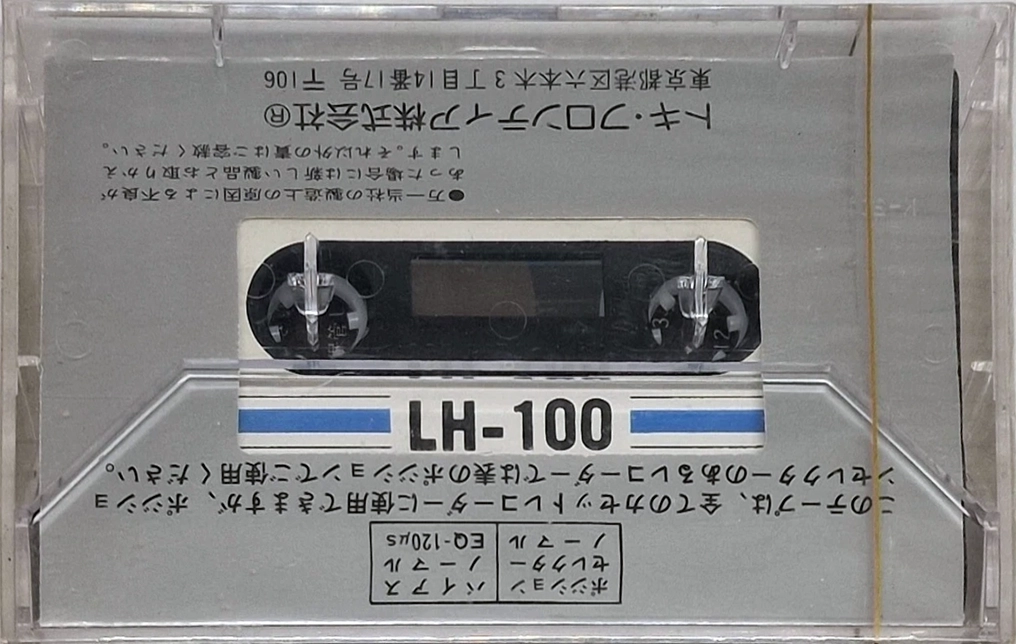 ポジション バイアス
セレクター ノーマル
ノーマル EQ-120μs
このテープは、全てのカセットレコーダーに使用できますが、ポジショ
ンセレクターのあるレコーダーでは表のポジションでご使用ください。
LH-100
●万一当社の製造上の原因による不良が
あった場合には新しい製品とお取りかえ
します。それ以外の責はご容赦ください。
トキ・フロンティア株式会社®
東京都港区六本木3丁目14番17号 〒106